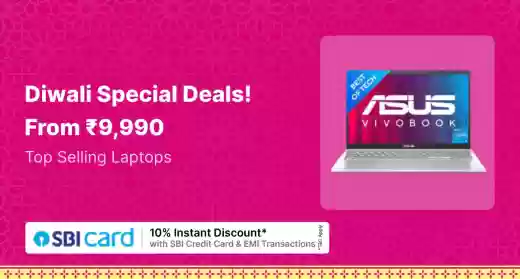 Diwali Special Deals!
From ₹9,990
Top Selling Laptops
BEST
OF TECH
ASUS
VIVOBOOK
SBI card
10% Instant Discount*
with SBI Credit Card & EMI Transactions